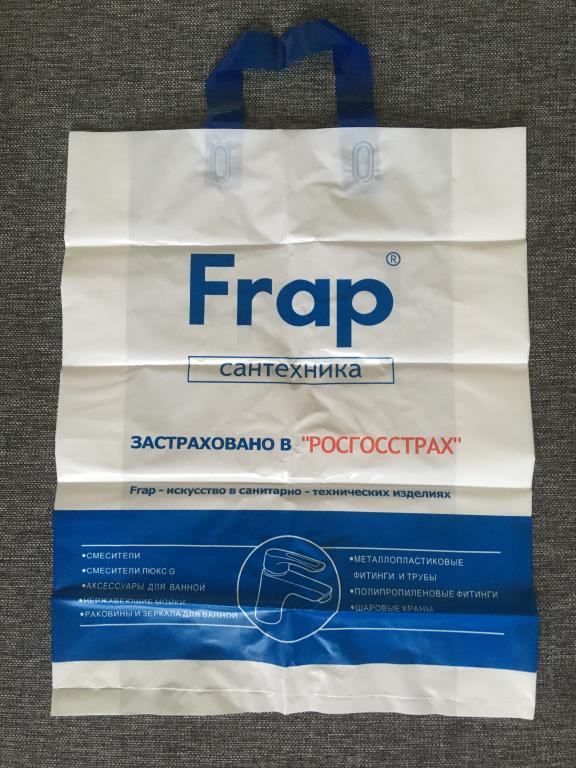 Frap®
сантехника
ЗАСТРАХОВАНО В "РОСГОССТРАХ"
Frap - искусство в санитарно - технических изделиях
•СМЕСИТЕЛИ
•СМЕСИТЕЛИ ЛЮКС G
•АКСЕССУАРЫ ДЛЯ ВАННОЙ
•НЕРЖАВЕЮЩИЕ МОЙКИ
•РАКОВИНЫ И ЗЕРКАЛА ДЛЯ ВАННОЙ
•МЕТАЛЛОПЛАСТИКОВЫЕ
ФИТИНГИ И ТРУБЫ
•ПОЛИПРОПИЛЕНОВЫЕ ФИТИНГИ
•ШАРОВЫЕ КРАНЫ